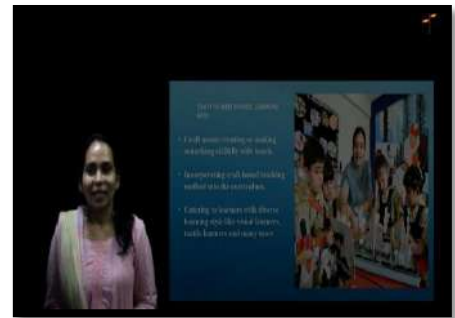 • Craft means creating or making
something skillfully with hands.
• Incorporating craft based teaching
method into the curriculum.
• Catering to learners with diverse
learning style like visual learners,
tactile learners and many more